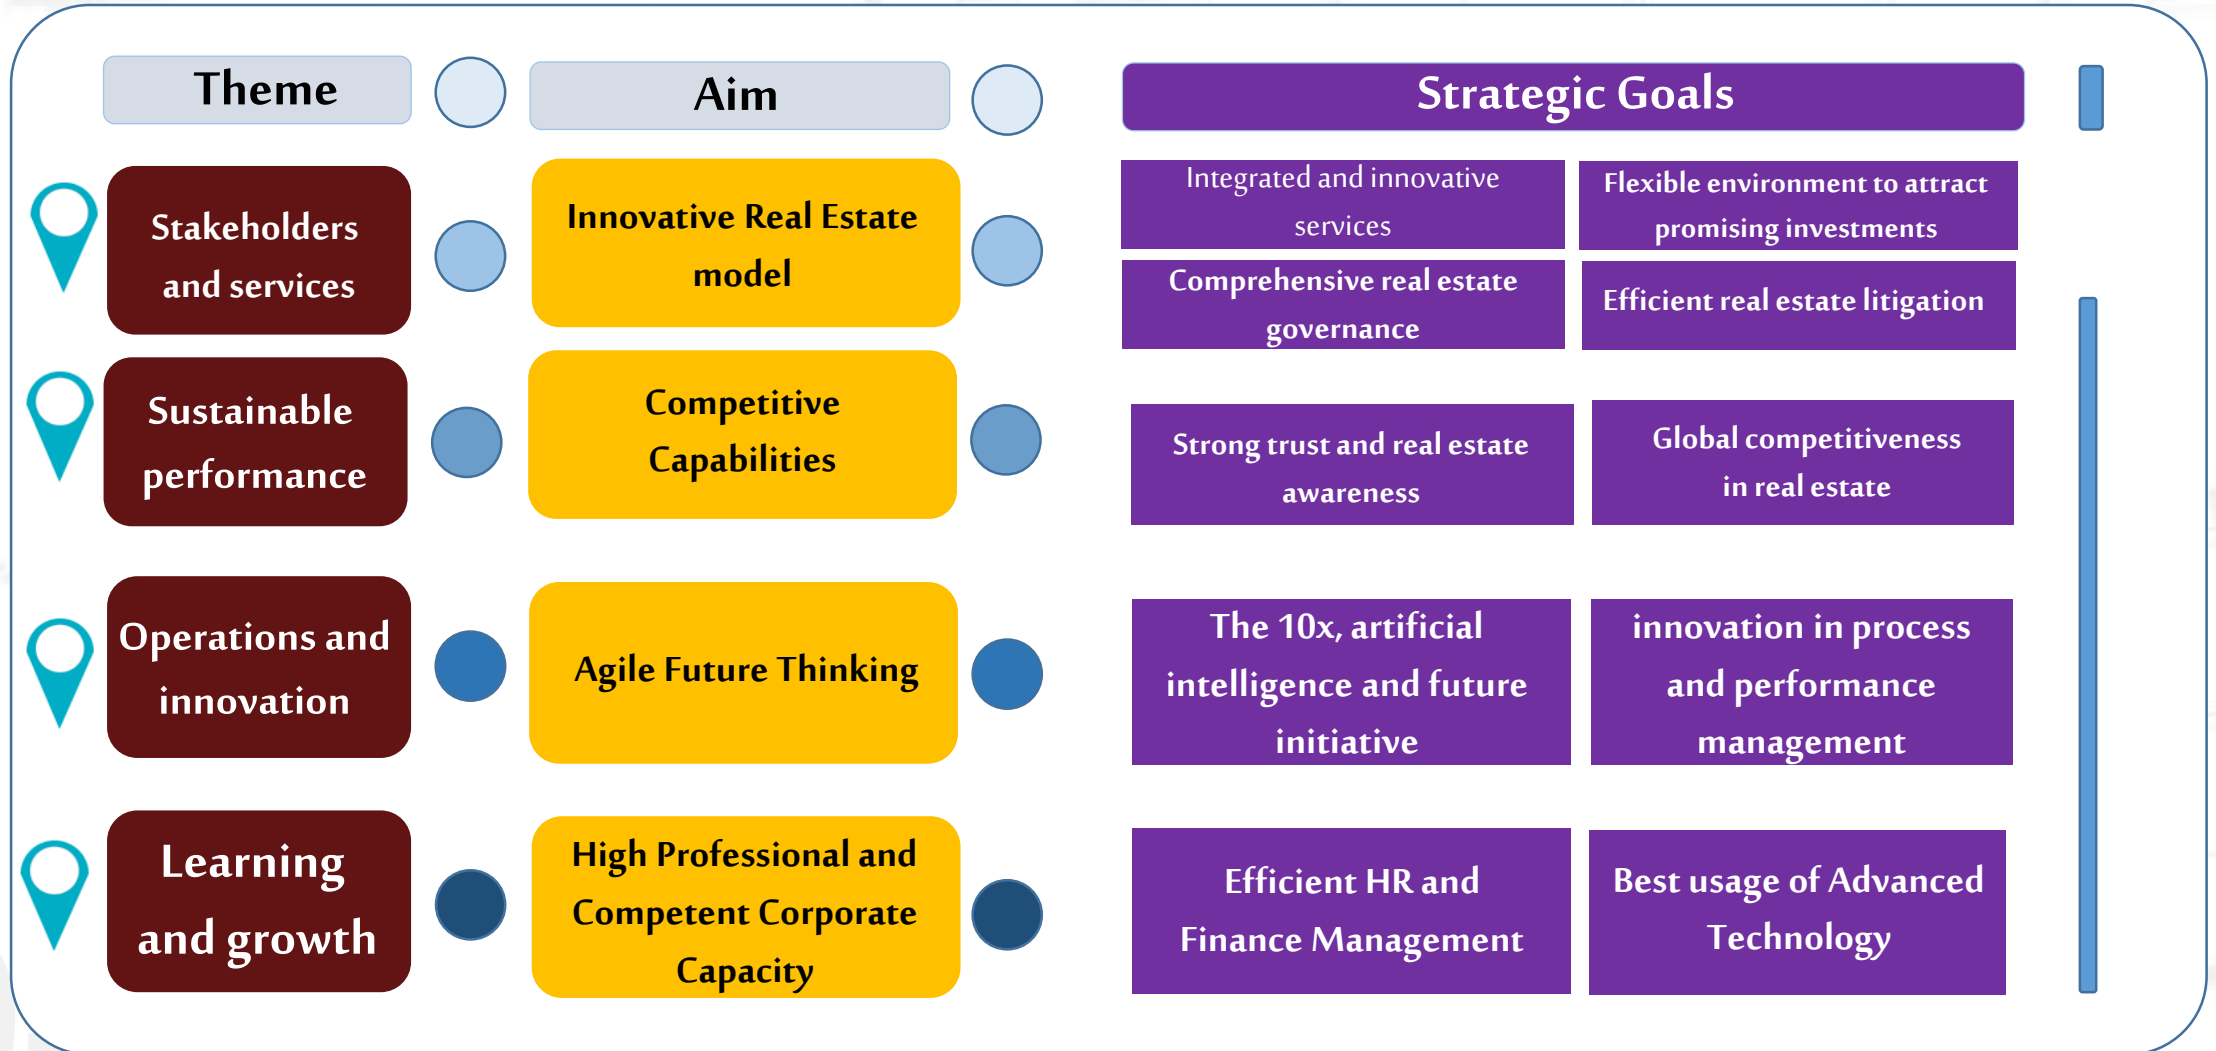 Theme
Aim
Strategic Goals
Stakeholders
and services
Innovative Real Estate
model
Integrated and innovative
services
Flexible environment to attract
promising investments
Comprehensive real estate
governance
Efficient real estate litigation
Sustainable
performance
Competitive
Capabilities
Strong trust and real estate
awareness
Global competitiveness
in real estate
Operations and
innovation
Agile Future Thinking
The 10x, artificial
intelligence and future
initiative
innovation in process
and performance
management
Learning
and growth
High Professional and
Competent Corporate
Capacity
Efficient HR and
Finance Management
Best usage of Advanced
Technology